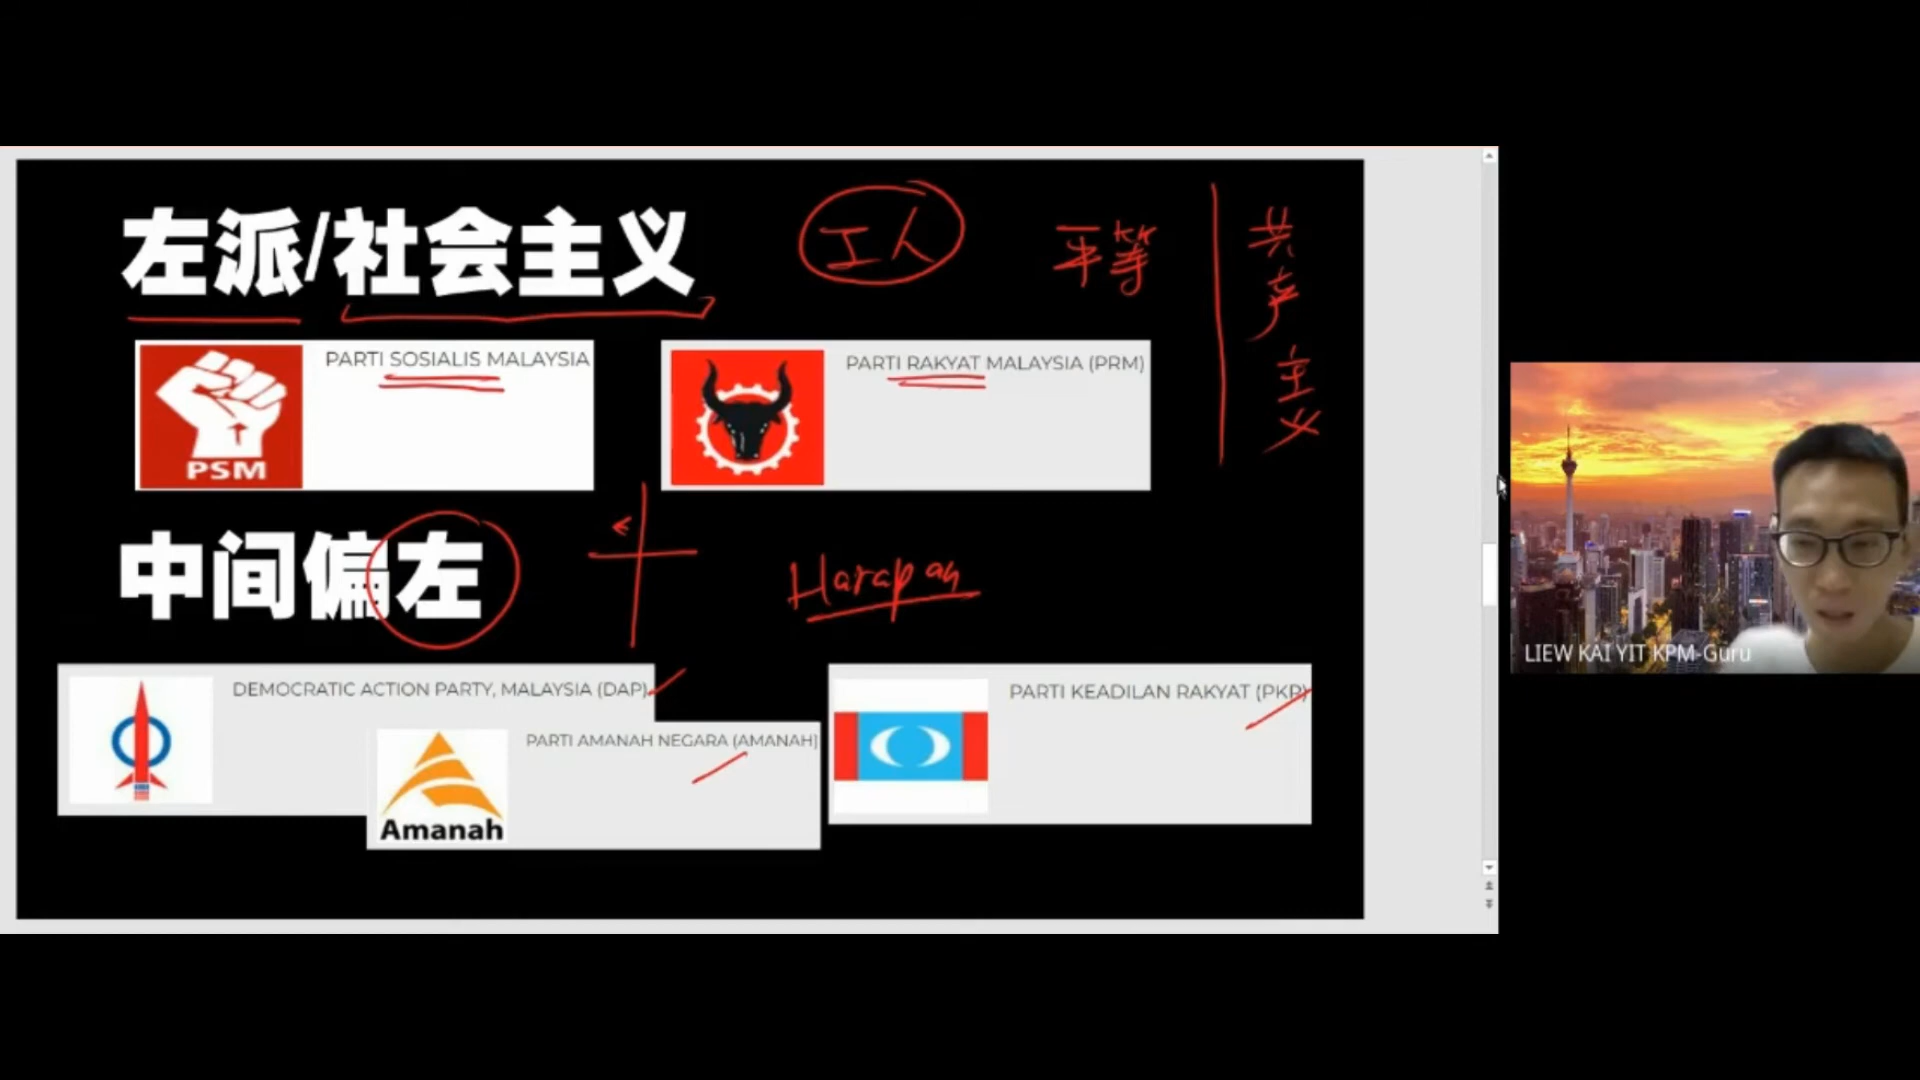 左派/社会主义
工人
平等
共产主义
PARTI SOSIALIS MALAYSIA
PSM
PARTI RAKYAT MALAYSIA (PRM)
中间偏左
Harapan
DEMOCRATIC ACTION PARTY, MALAYSIA (DAP)
PARTI AMANAH NEGARA (AMANAH)
Amanah
PARTI KEADILAN RAKYAT (PKR)
LIEW KAI YIT KPM-Guru